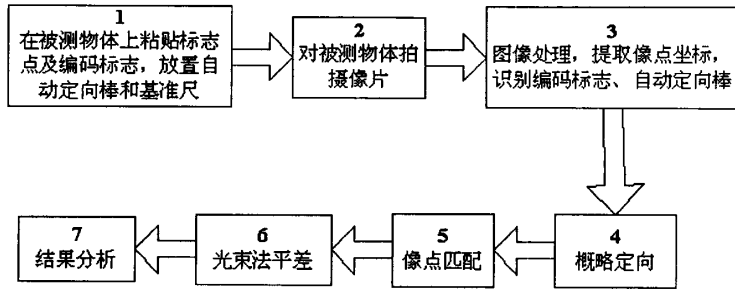 1
在被测物体上粘贴标志
点及编码标志，放置自
动定向棒和基准尺
2
对被测物体拍
摄像片
3
图像处理，提取像点坐标，
识别编码标志、自动定向棒
4
概略定向
5
像点匹配
6
光束法平差
7
结果分析